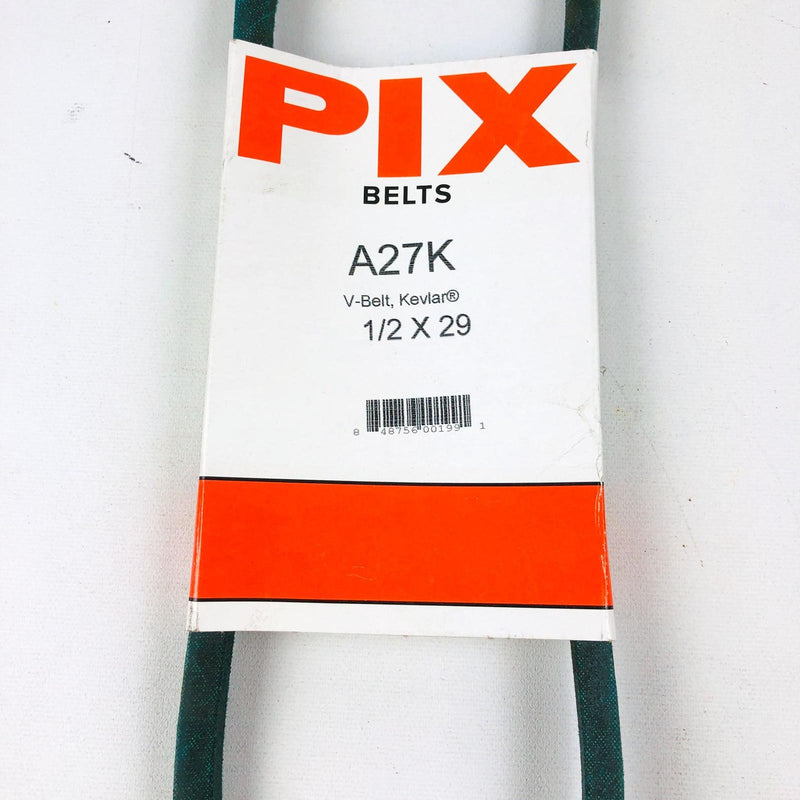 PIX
BELTS
A27K
V-Belt, Kevlar®
1/2 X 29
8 48756 00199 1